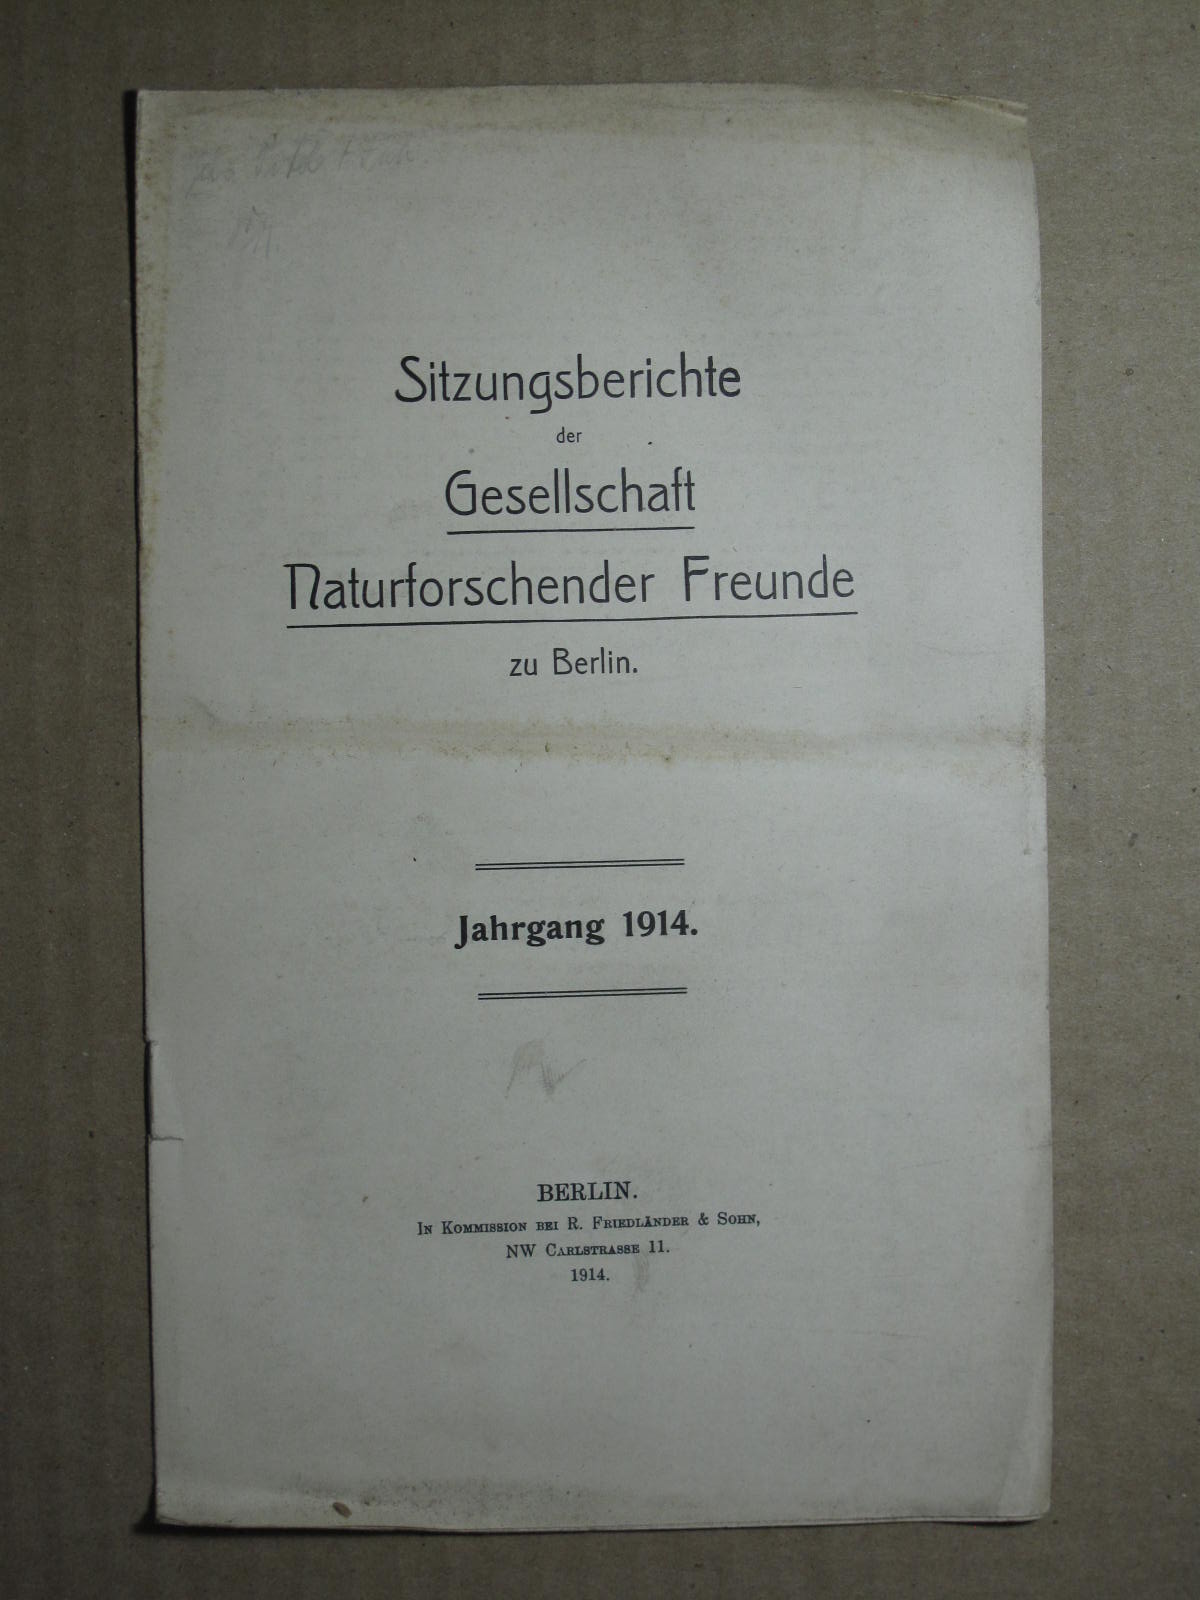 Sitzungsberichte
der
Gesellschaft
Naturforschender Freunde
zu Berlin.
Jahrgang 1914.
BERLIN.
In Kommission bei R. Friedländer & Sohn,
NW Carlstrasse 11.
1914.